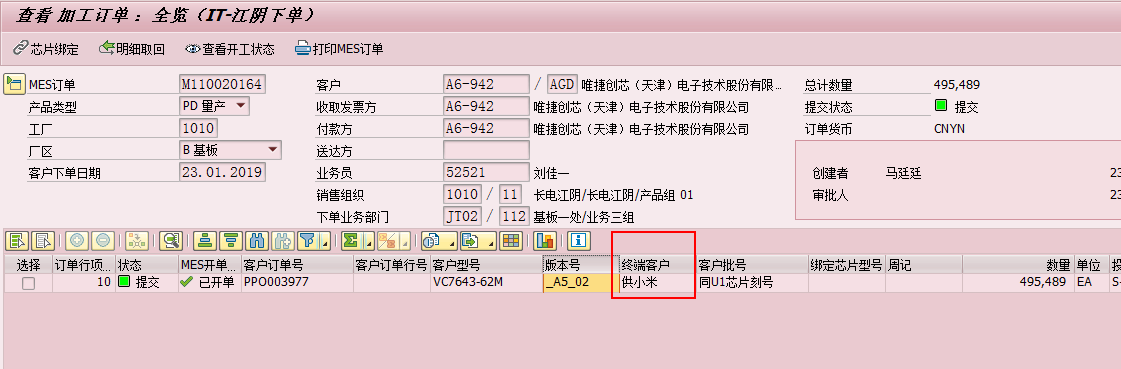 查看 加工订单 : 全览 (IT-江阴下单)
芯片绑定 明细取回 查看开工状态 打印MES订单
MES订单 M110020164 客户 A6-942 / AGD 唯捷创芯（天津）电子技术股份有限... 总计数量 495,489
产品类型 PD 量产 收取发票方 A6-942 唯捷创芯（天津）电子技术股份有限公司 提交状态 提交
工厂 1010 付款方 A6-942 唯捷创芯（天津）电子技术股份有限公司 订单货币 CNYN
厂区 B 基板 送达方
客户下单日期 23.01.2019 业务员 52521 刘佳一 创建者 马廷廷 23
销售组织 1010 / 11 长电江阴/长电江阴/产品组 01 审批人 23
下单业务部门 JT02 / 112 基板一处/业务三组
选择 订单行项... 状态 MES开单... 客户订单号 客户订单行号 客户型号 版本号 终端客户 客户批号 绑定芯片型号 周记 数量 单位 投
10 提交 已开单 PPO003977 VC7643-62M _A5_02 供小米 同U1芯片刻号 495,489 EA S-